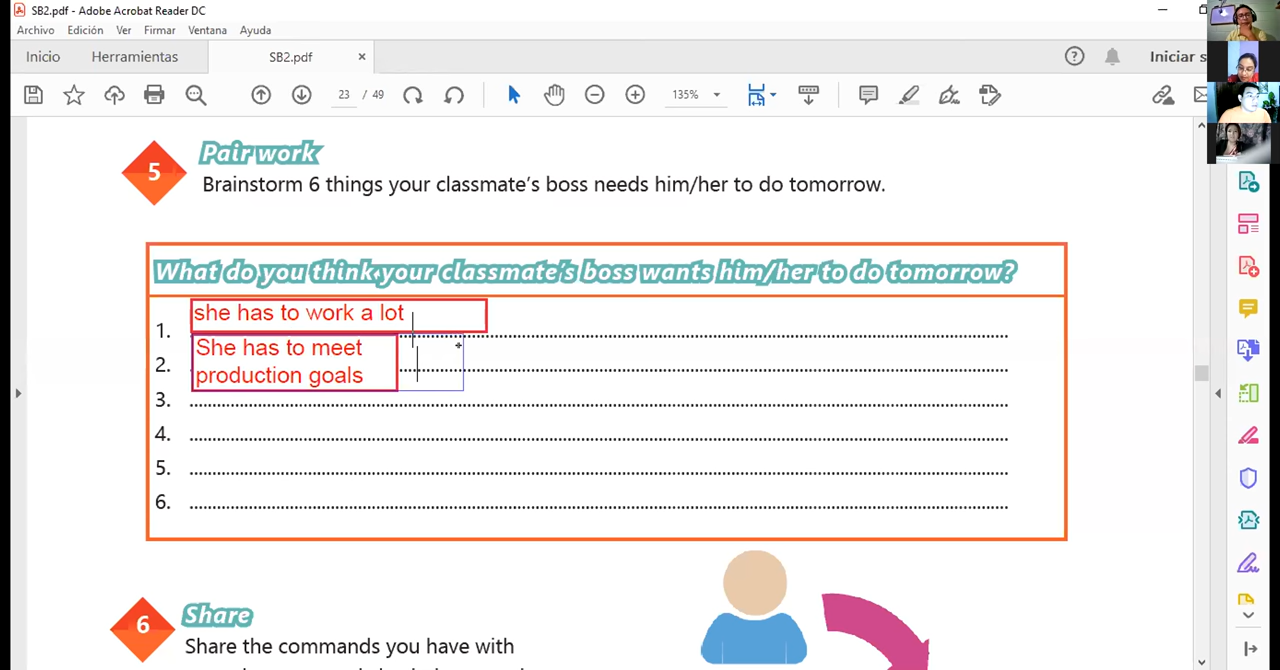 SB2.pdf - Adobe Acrobat Reader DC
Archivo Edición Ver Firmar Ventana Ayuda
Inicio Herramientas SB2.pdf × Iniciar s
23 / 49 135%
5 Pair work
Brainstorm 6 things your classmate's boss needs him/her to do tomorrow.
What do you think your classmate's boss wants him/her to do tomorrow?
she has to work a lot
1.
She has to meet
2.
production goals
3.
4.
5.
6.
6 Share
Share the commands you have with